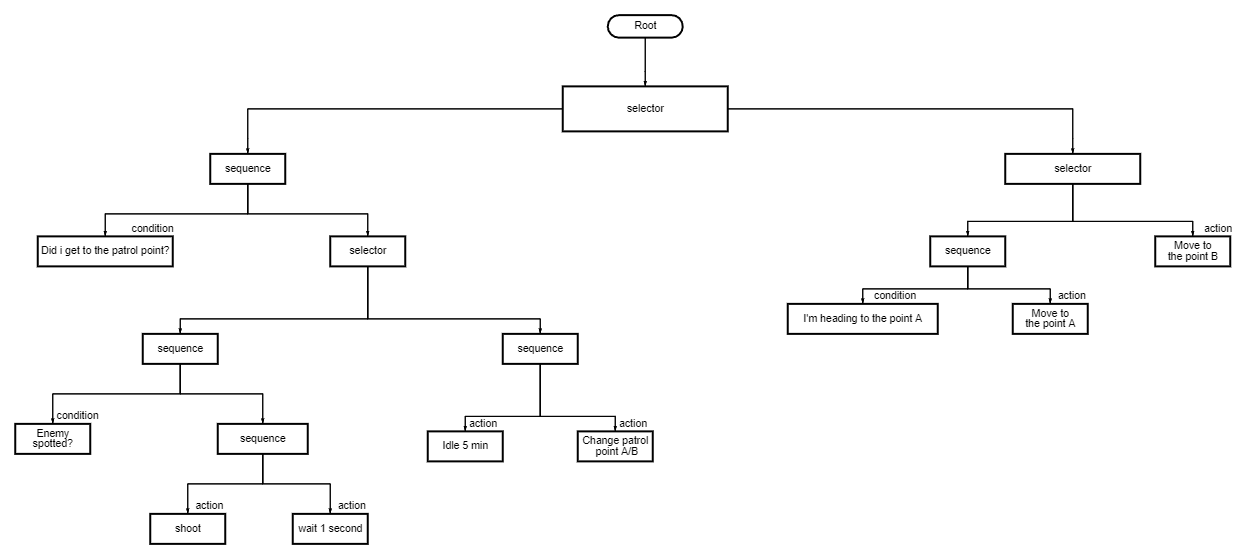 Root
selector
sequence
selector
condition
Did i get to the patrol point?
selector
sequence
action
Move to
the point B
condition
I'm heading to the point A
action
Move to
the point A
sequence
sequence
condition
Enemy
spotted?
sequence
action
Idle 5 min
action
Change patrol
point A/B
action
shoot
action
wait 1 second